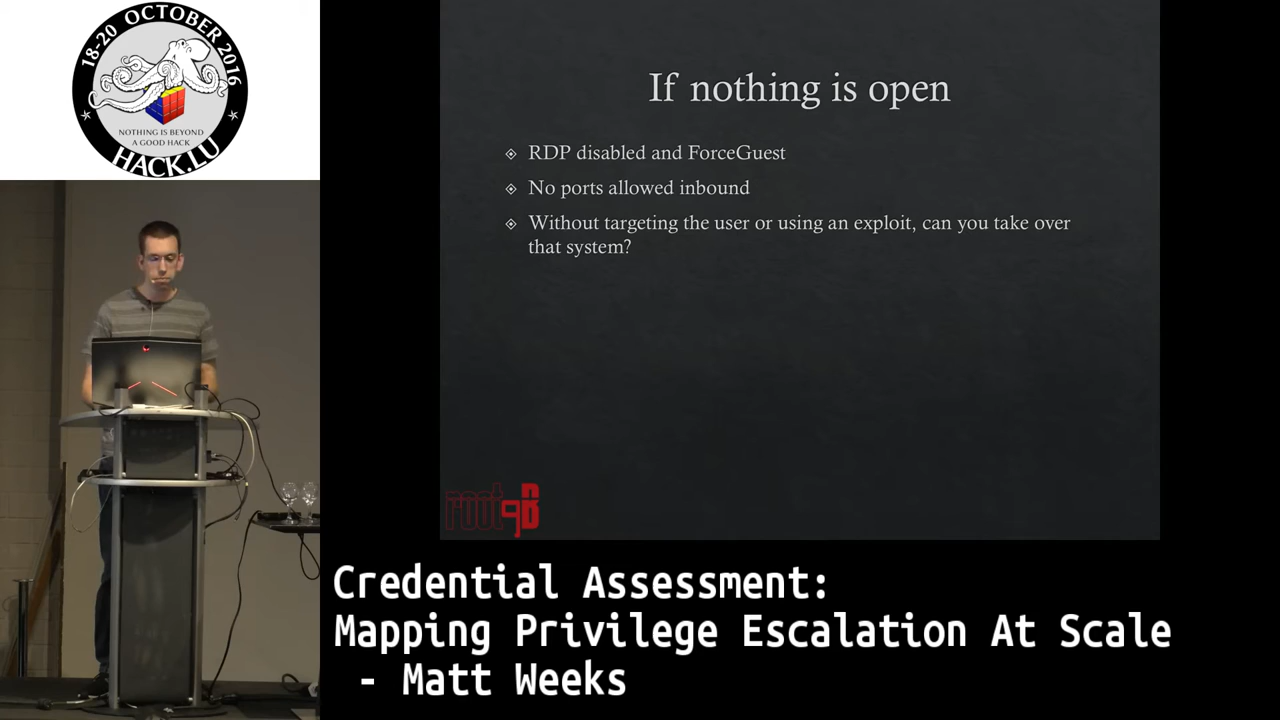 18-20 OCTOBER 2016
NOTHING IS BEYOND
A GOOD HACK
HACK.LU
If nothing is open
RDP disabled and ForceGuest
No ports allowed inbound
Without targeting the user or using an exploit, can you take over
that system?
root9B
Credential Assessment:
Mapping Privilege Escalation At Scale
- Matt Weeks